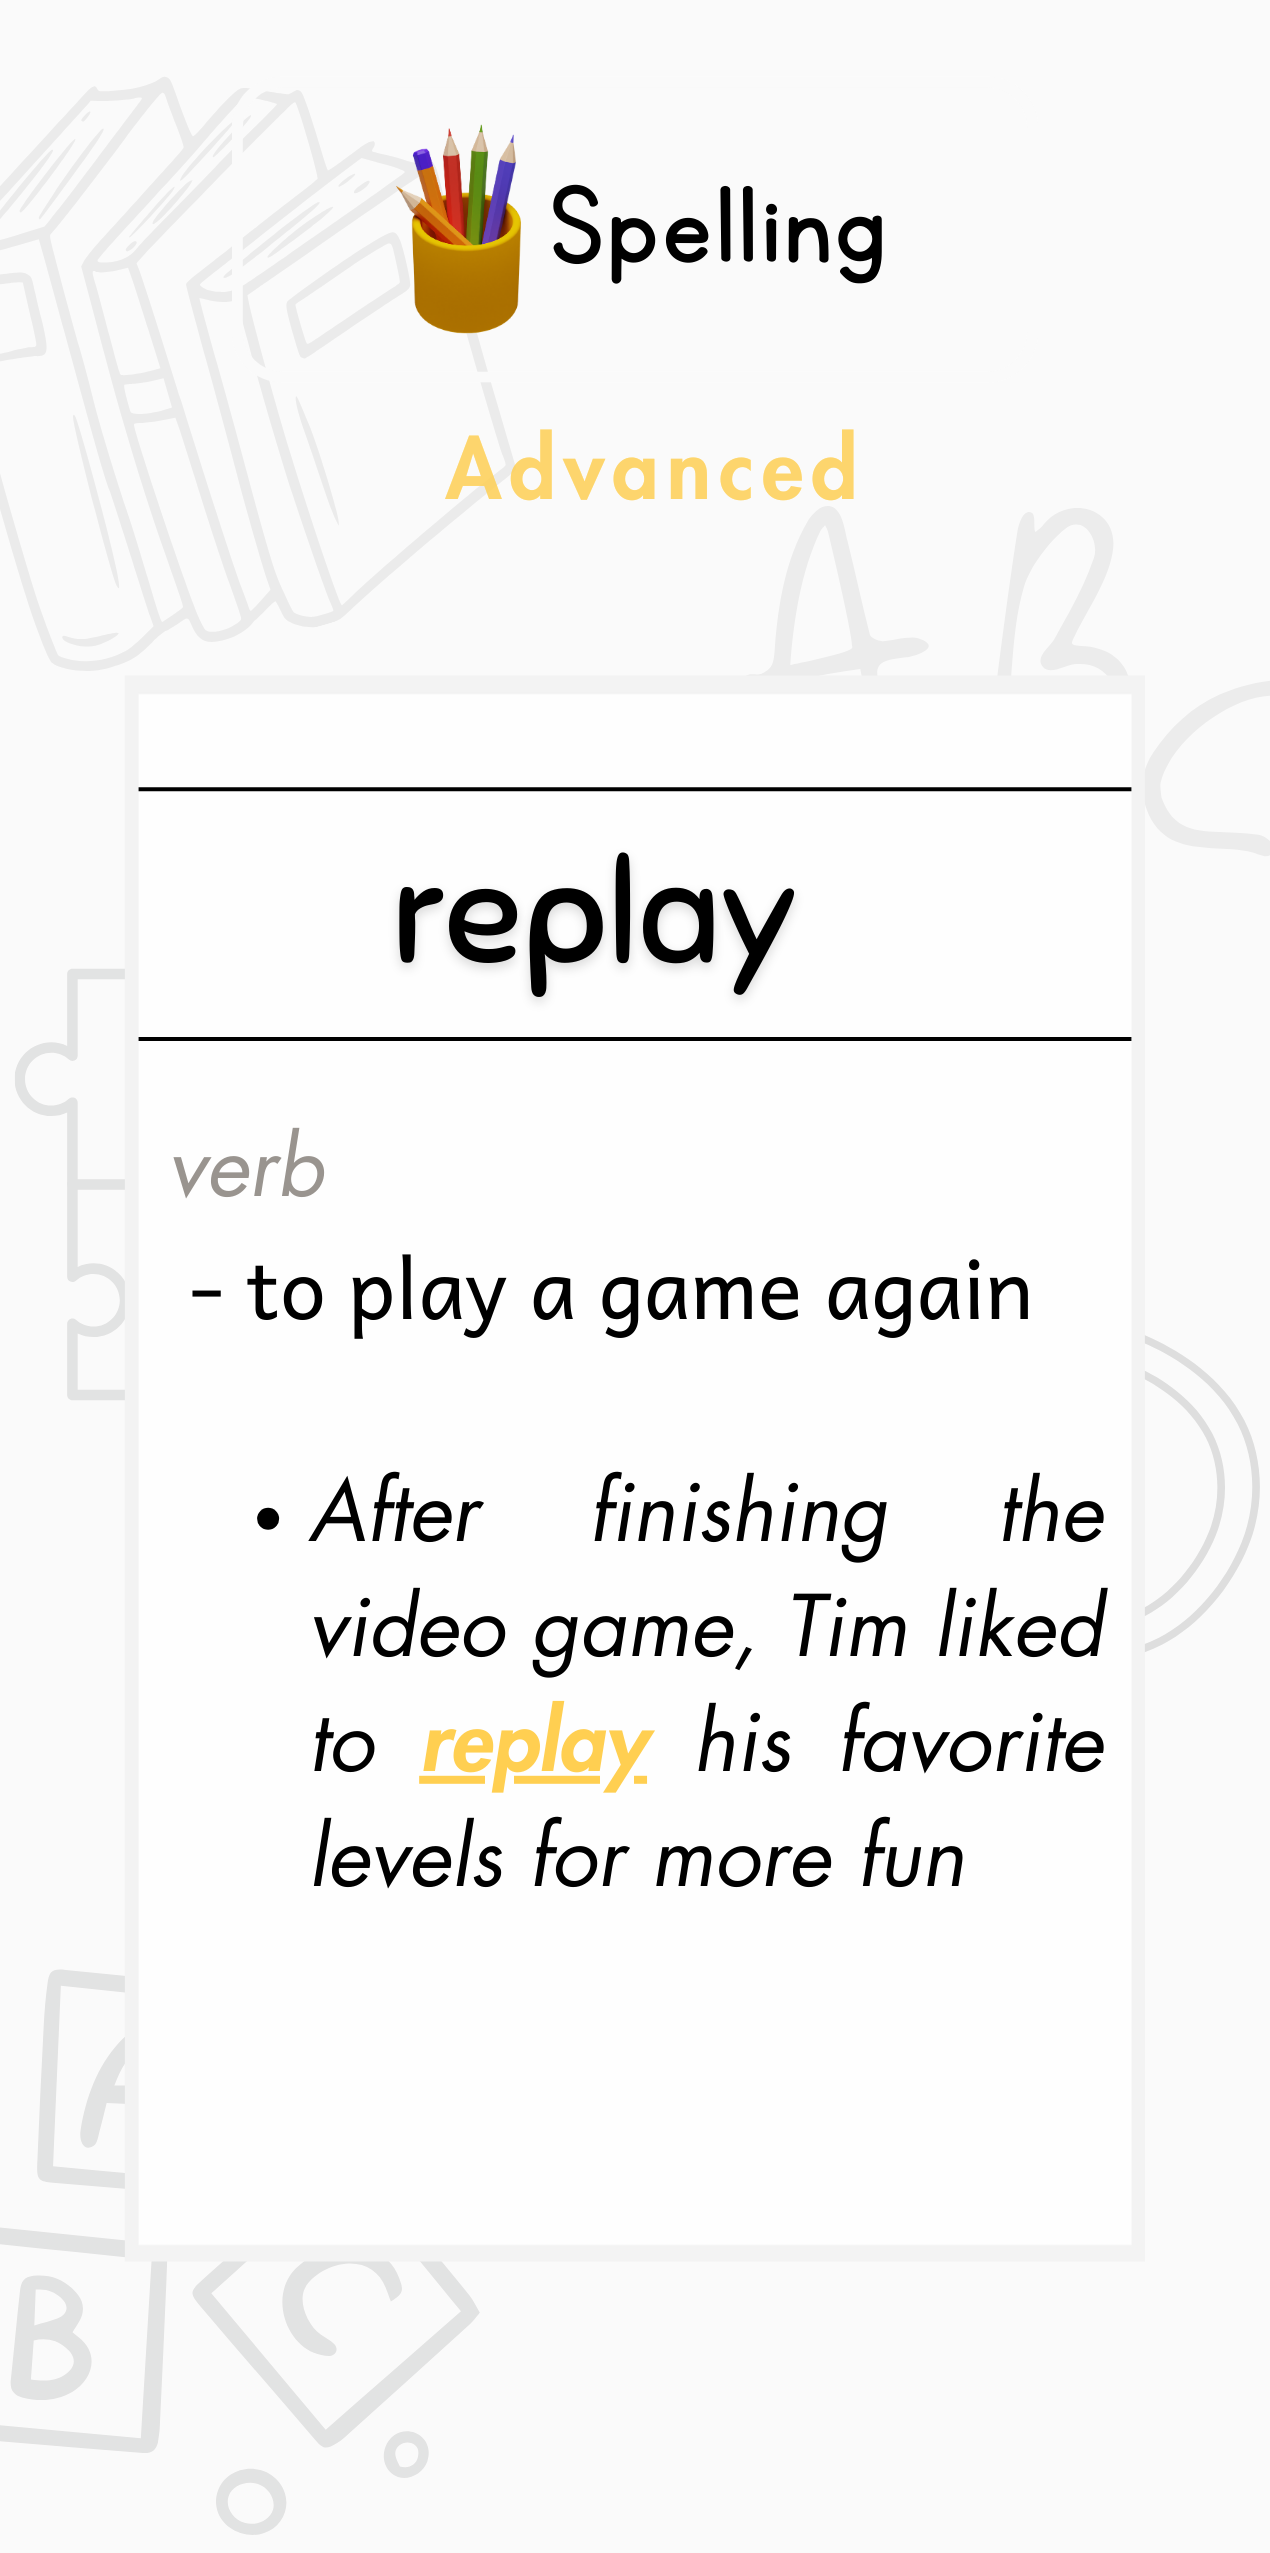 Spelling
Advanced
A B
C
replay
verb
- to play a game again
• After finishing the
video game, Tim liked
to replay his favorite
levels for more fun
A
B C